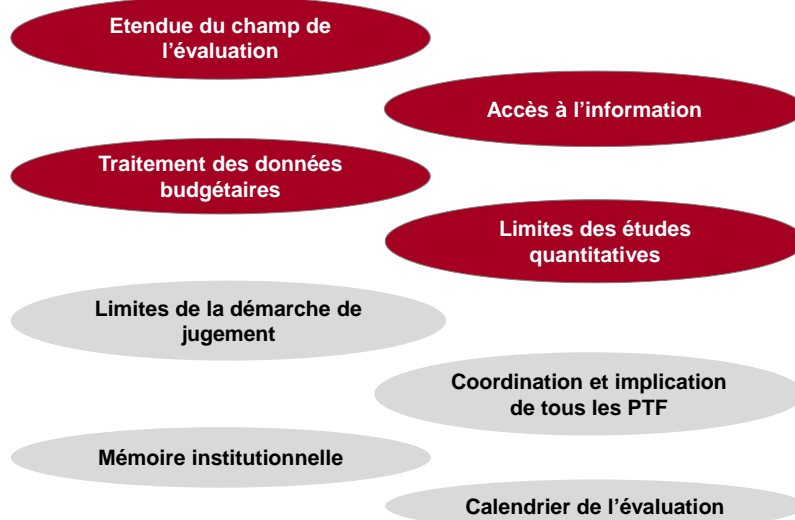 Etendue du champ de
l’évaluation
Accès à l’information
Traitement des données
budgétaires
Limites des études
quantitatives
Limites de la démarche de
jugement
Coordination et implication
de tous les PTF
Mémoire institutionnelle
Calendrier de l’évaluation